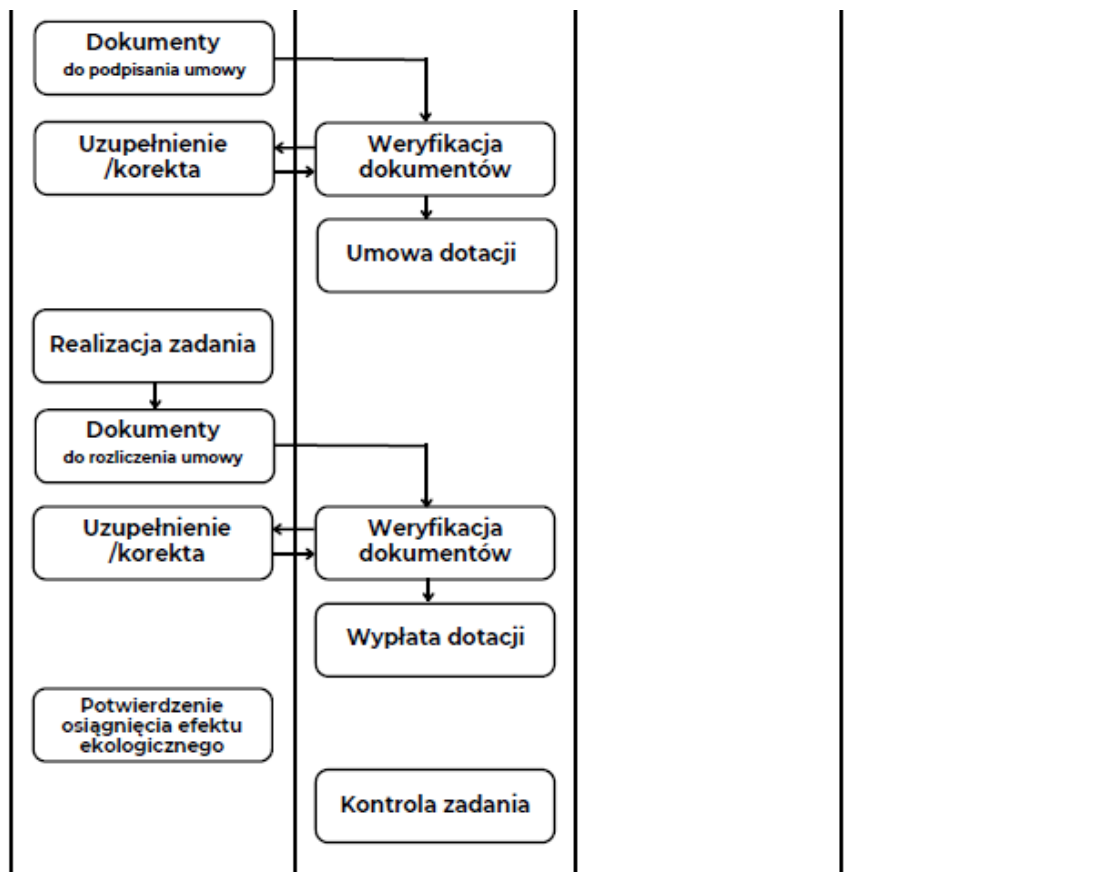 Dokumenty
do podpisania umowy
Uzupełnienie
/korekta
Weryfikacja
dokumentów
Umowa dotacji
Realizacja zadania
Dokumenty
do rozliczenia umowy
Uzupełnienie
/korekta
Weryfikacja
dokumentów
Wypłata dotacji
Potwierdzenie
osiągnięcia efektu
ekologicznego
Kontrola zadania